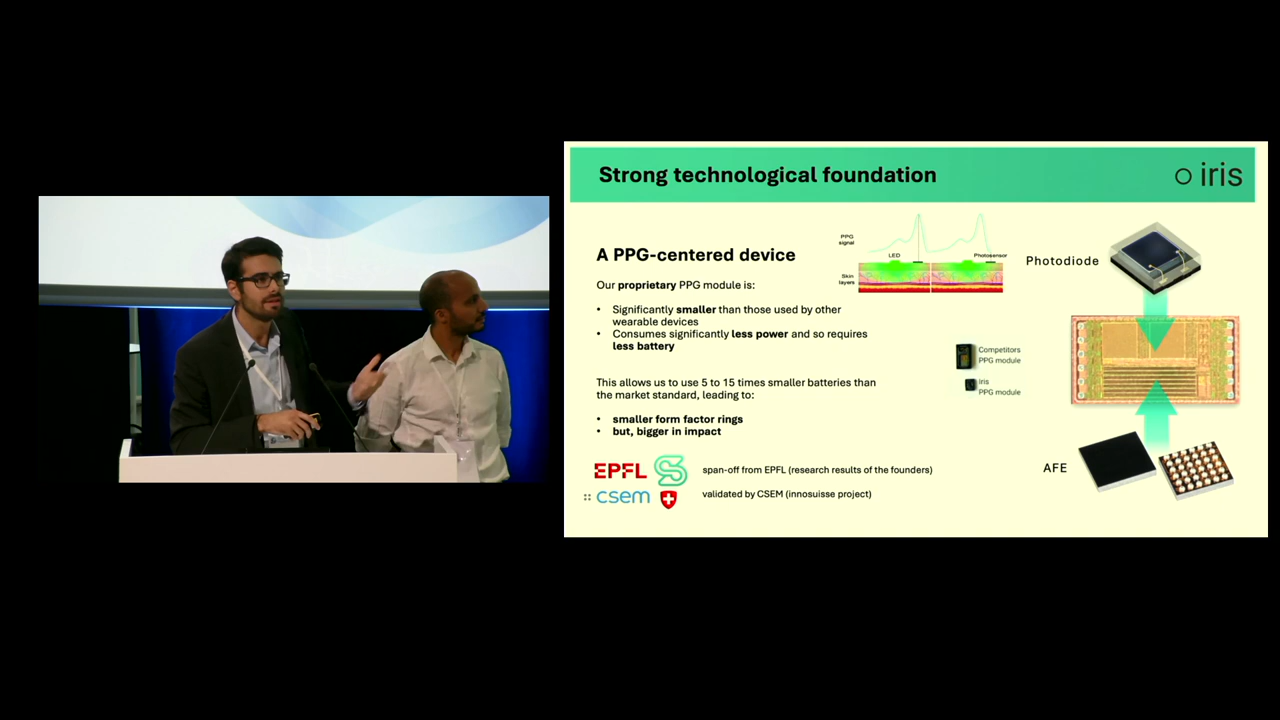 Strong technological foundation
iris
A PPG-centered device
Our proprietary PPG module is:
• Significantly smaller than those used by other
wearable devices
• Consumes significantly less power and so requires
less battery
This allows us to use 5 to 15 times smaller batteries than
the market standard, leading to:
• smaller form factor rings
• but, bigger in impact
EPFL
span-off from EPFL (research results of the founders)
csem
validated by CSEM (innosuisse project)
PPG
signal
LED
Photosensor
Skin
layers
Competitors
PPG module
Iris
PPG module
Photodiode
AFE